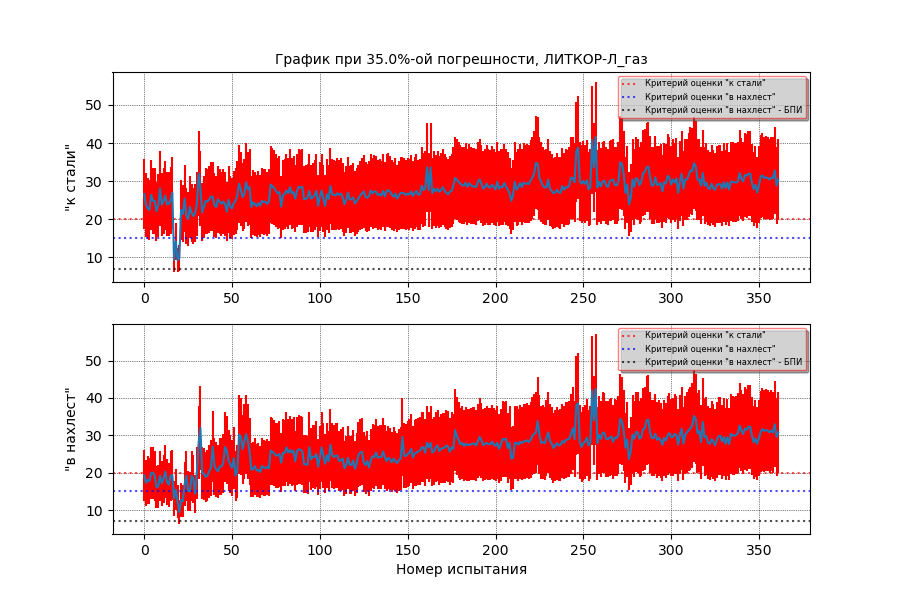 График при 35.0%-ой погрешности, ЛИТКОР-Л_газ
Критерий оценки "к стали"
Критерий оценки "в нахлест"
Критерий оценки "в нахлест" - БПИ
"к стали"
50
40
30
20
10
0 50 100 150 200 250 300 350
Критерий оценки "к стали"
Критерий оценки "в нахлест"
Критерий оценки "в нахлест" - БПИ
"в нахлест"
50
40
30
20
10
0 50 100 150 200 250 300 350
Номер испытания